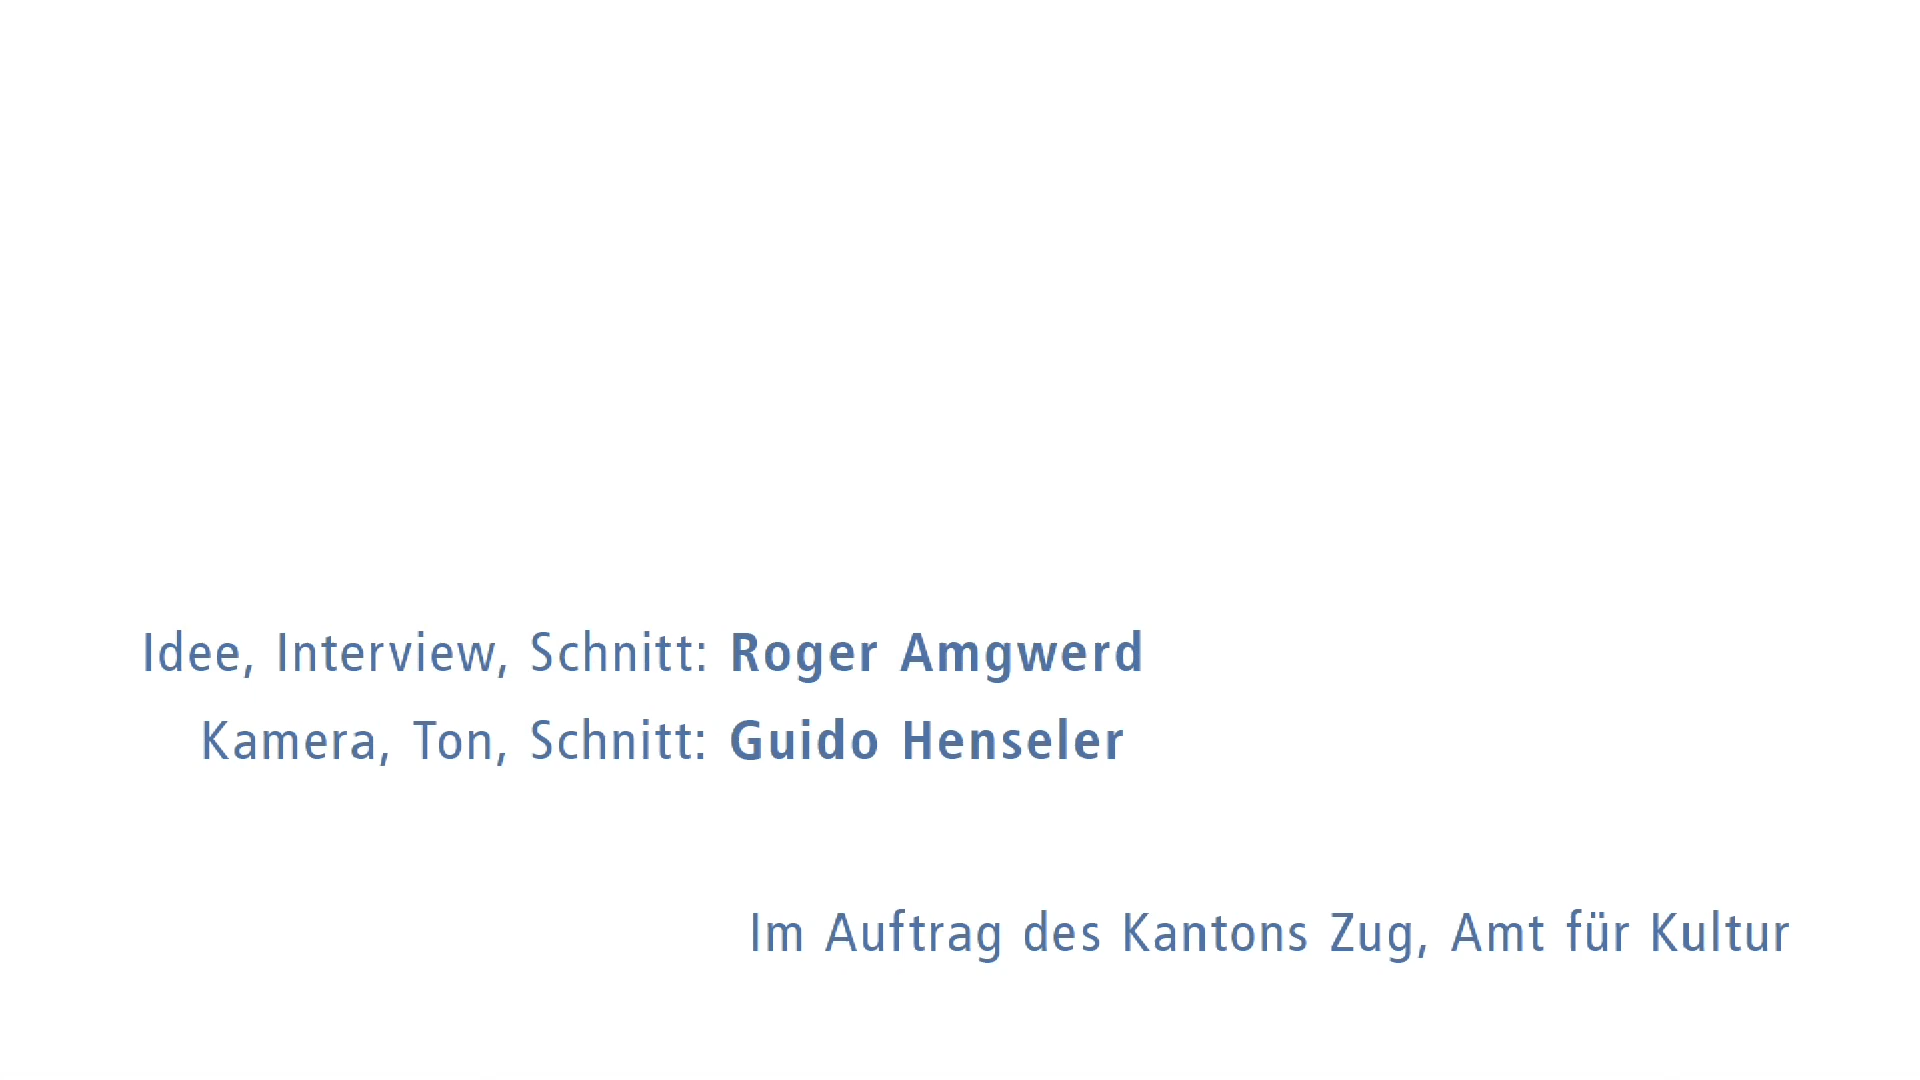 Idee, Interview, Schnitt: Roger Amgwerd
Kamera, Ton, Schnitt: Guido Henseler
Im Auftrag des Kantons Zug, Amt für Kultur